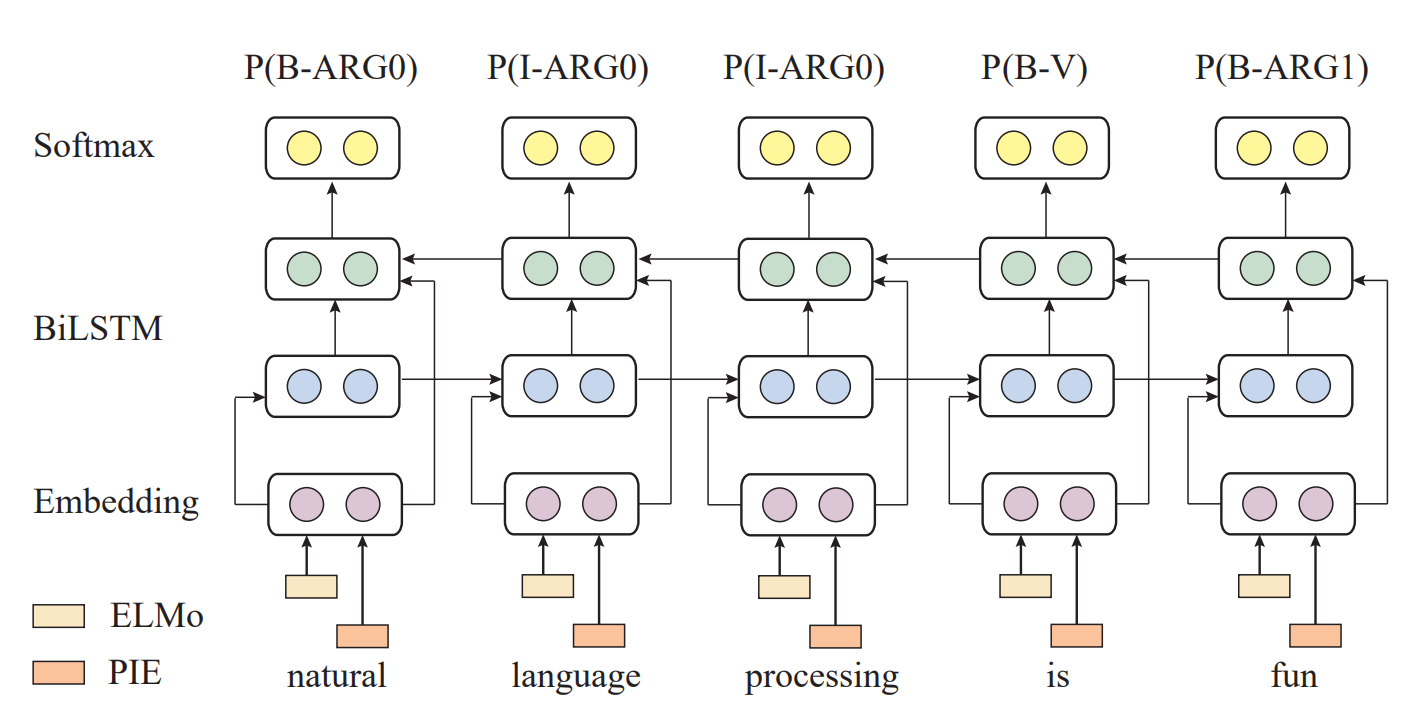 P(B-ARG0) P(I-ARG0) P(I-ARG0) P(B-V) P(B-ARG1)
Softmax
BiLSTM
Embedding
ELMo
PIE
natural language processing is fun